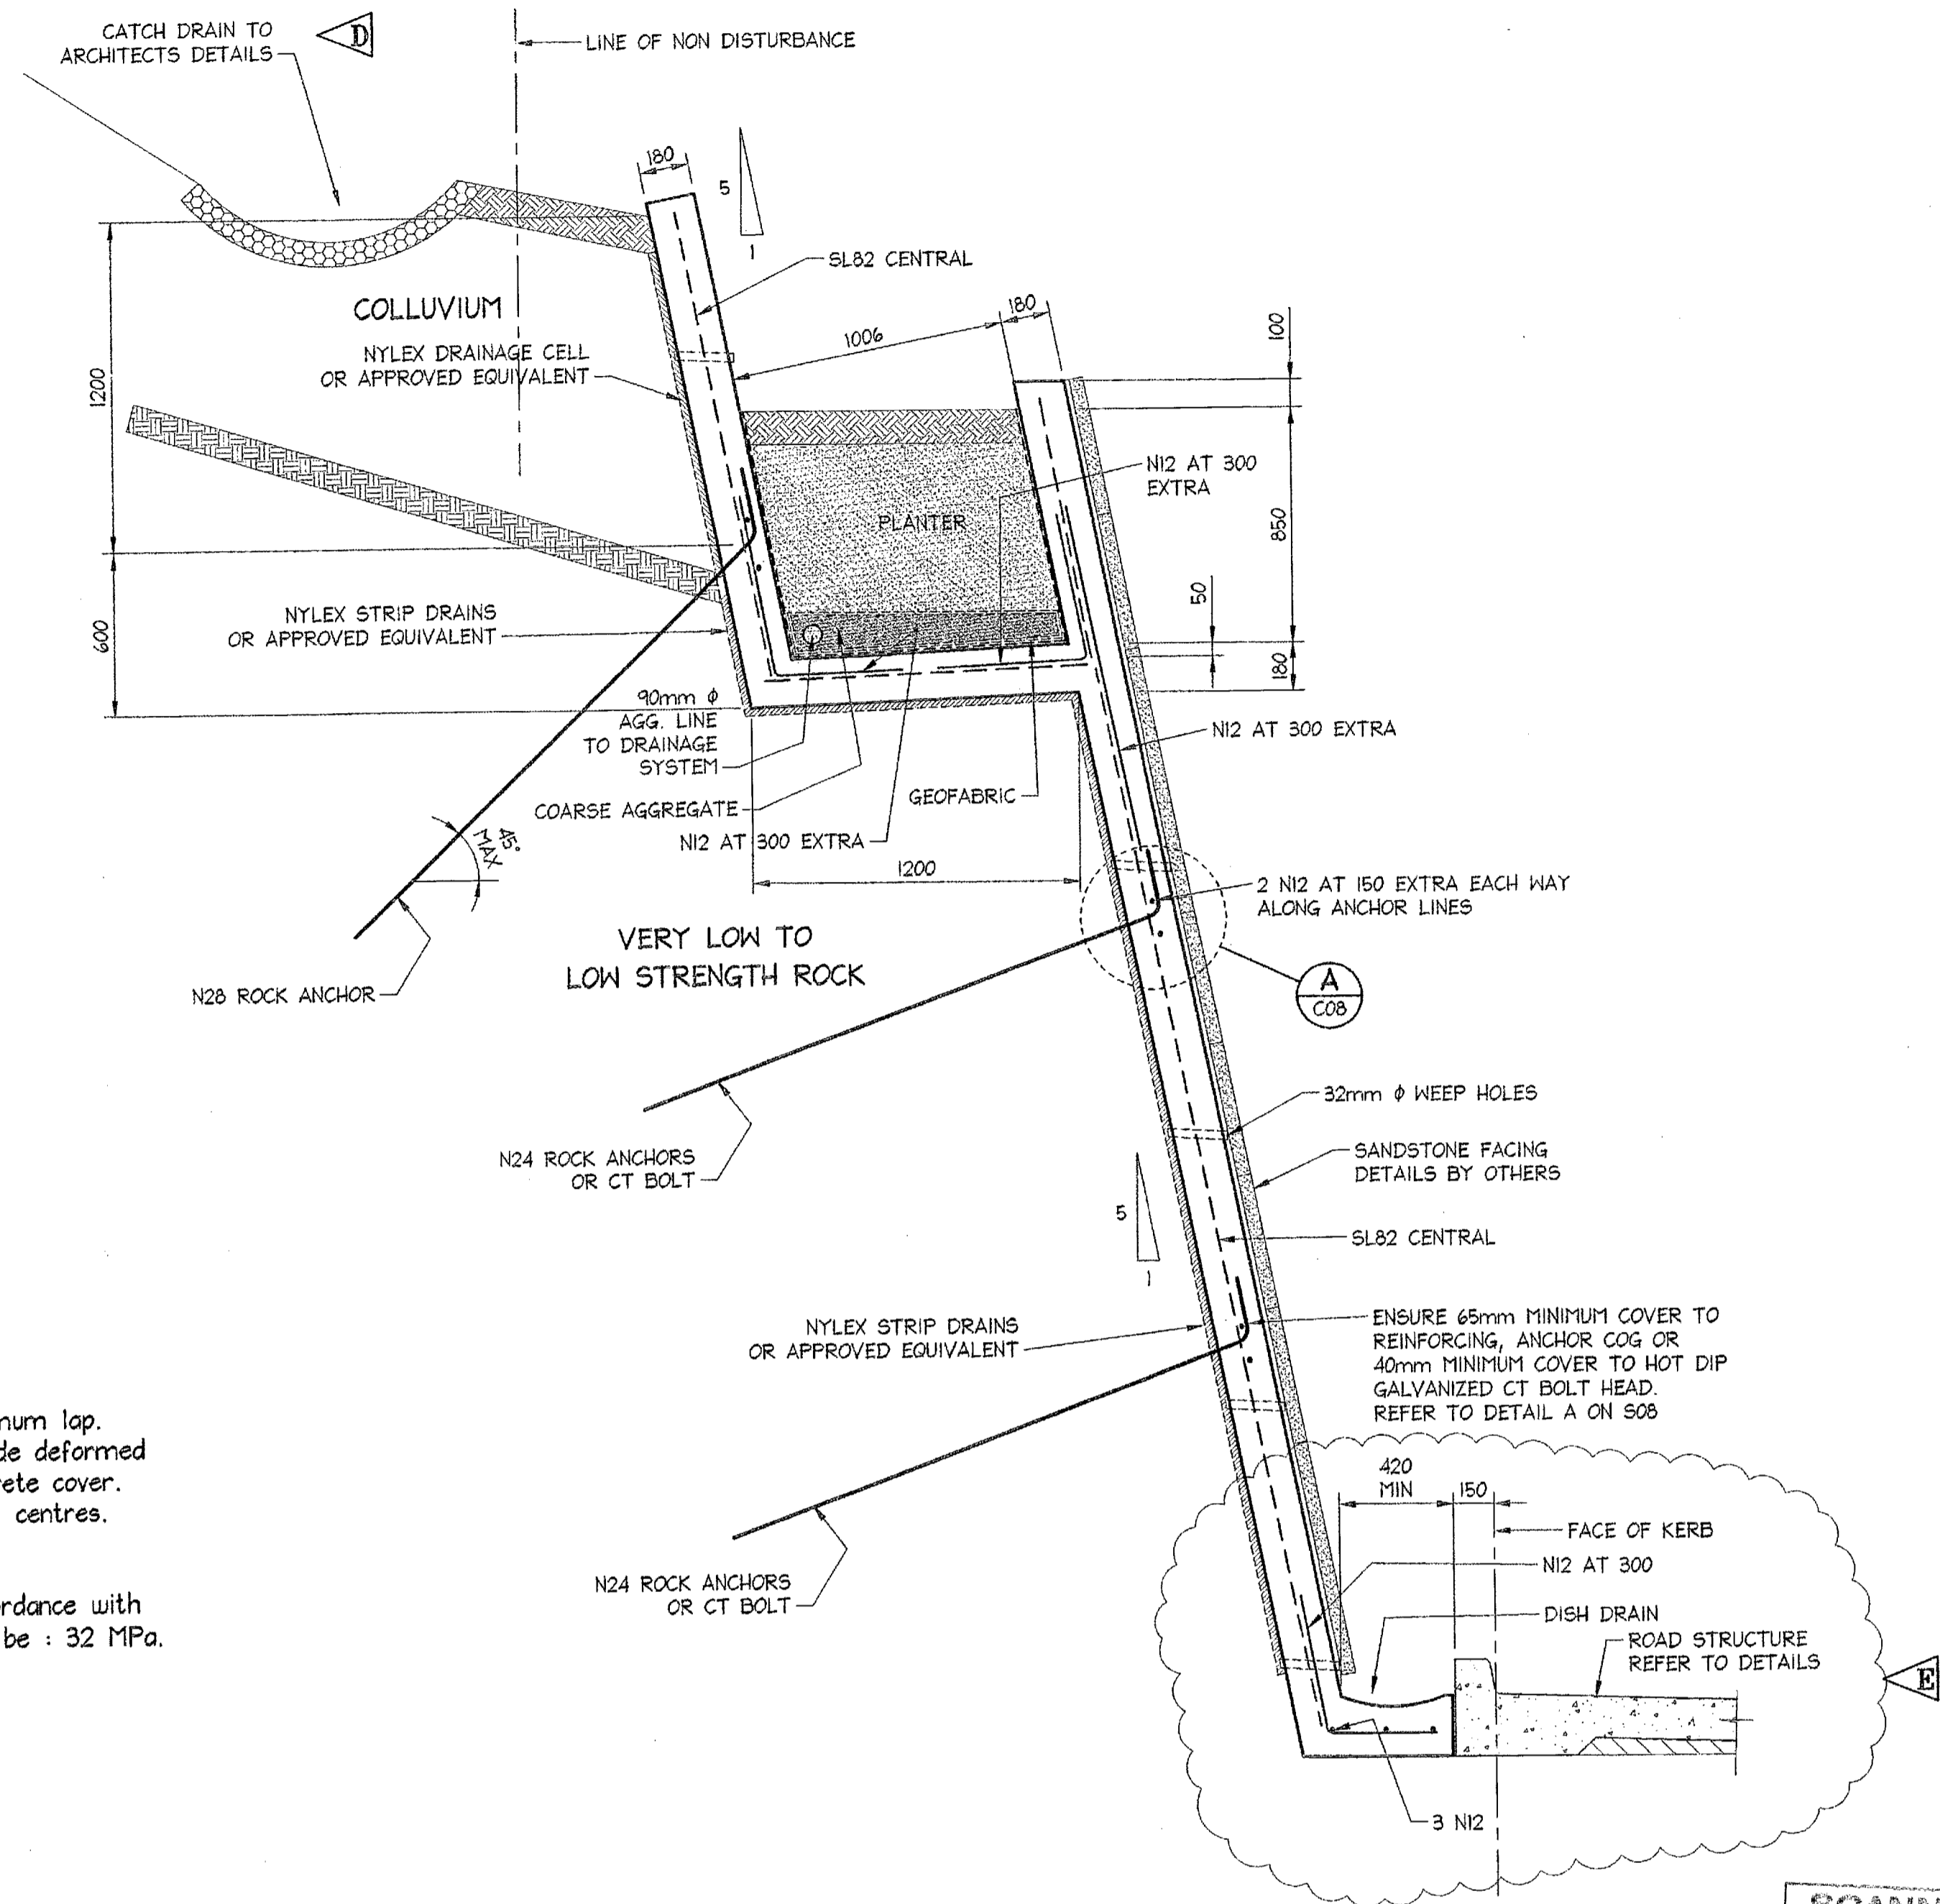 CATCH DRAIN TO
ARCHITECTS DETAILS
D
LINE OF NON DISTURBANCE
180
5
1
SL82 CENTRAL
COLLUVIUM
NYLEX DRAINAGE CELL
OR APPROVED EQUIVALENT
1006
180
100
1200
N12 AT 300
EXTRA
PLANTER
850
50
NYLEX STRIP DRAINS
OR APPROVED EQUIVALENT
600
180
90mm ϕ
AGG. LINE
TO DRAINAGE
SYSTEM
N12 AT 300 EXTRA
COARSE AGGREGATE
GEOFABRIC
N12 AT 300 EXTRA
45°
MAX
1200
2 N12 AT 150 EXTRA EACH WAY
ALONG ANCHOR LINES
VERY LOW TO
LOW STRENGTH ROCK
N28 ROCK ANCHOR
A
C08
32mm ϕ WEEP HOLES
N24 ROCK ANCHORS
OR CT BOLT
SANDSTONE FACING
DETAILS BY OTHERS
5
1
SL82 CENTRAL
NYLEX STRIP DRAINS
OR APPROVED EQUIVALENT
ENSURE 65mm MINIMUM COVER TO
REINFORCING, ANCHOR COG OR
40mm MINIMUM COVER TO HOT DIP
GALVANIZED CT BOLT HEAD.
REFER TO DETAIL A ON S08
num lap.
de deformed
rete cover.
centres.
420
MIN
150
FACE OF KERB
N12 AT 300
N24 ROCK ANCHORS
OR CT BOLT
DISH DRAIN
ROAD STRUCTURE
REFER TO DETAILS
rdance with
be : 32 MPa.
E
3 N12